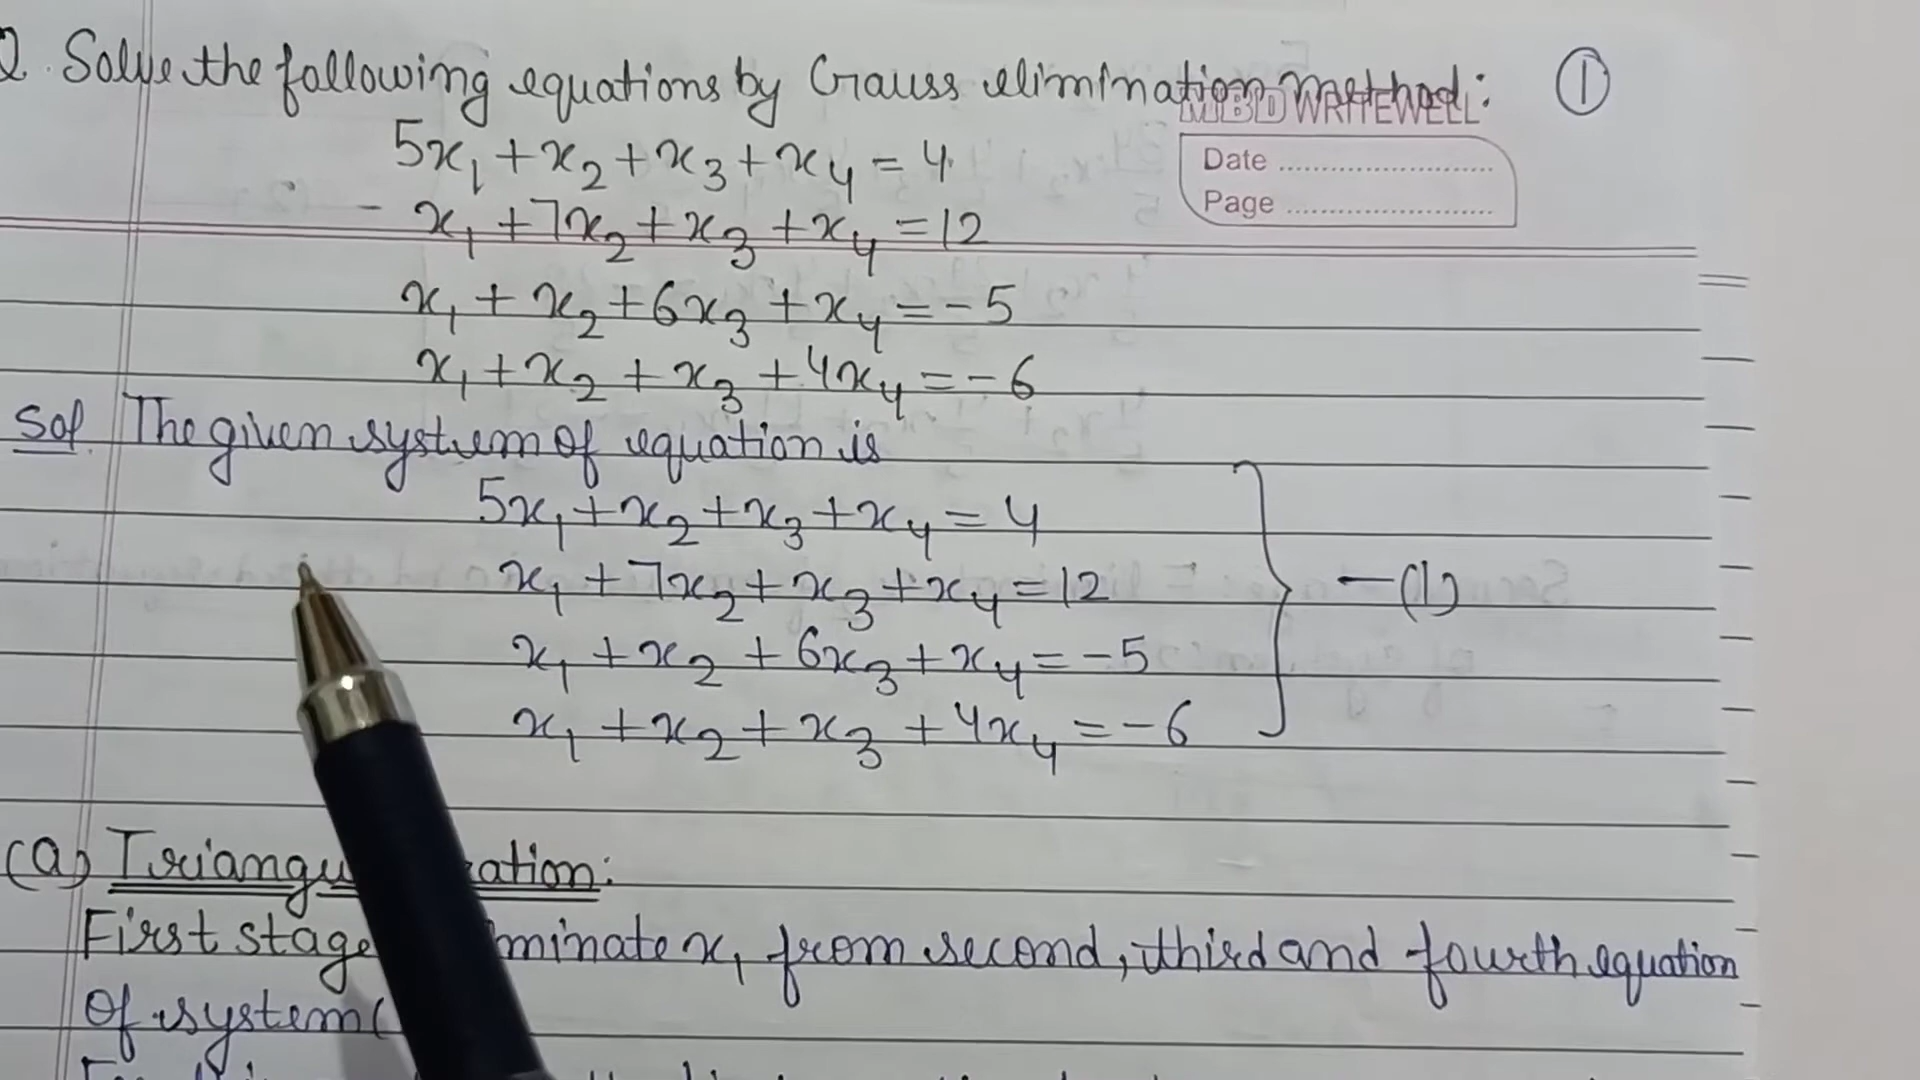 Q. Solve the following equations by Gauss elimination method: ①
MBD WRITEWELL
Date ..........................
Page ..........................
5x₁ + x₂ + x₃ + x₄ = 4
- x₁ + 7x₂ + x₃ + x₄ = 12
x₁ + x₂ + 6x₃ + x₄ = -5
x₁ + x₂ + x₃ + 4x₄ = -6
Sol. The given system of equation is
5x₁ + x₂ + x₃ + x₄ = 4
x₁ + 7x₂ + x₃ + x₄ = 12 — (1)
x₁ + x₂ + 6x₃ + x₄ = -5
x₁ + x₂ + x₃ + 4x₄ = -6
(a)
First stage x₁ from second, third and fourth equation
of system (